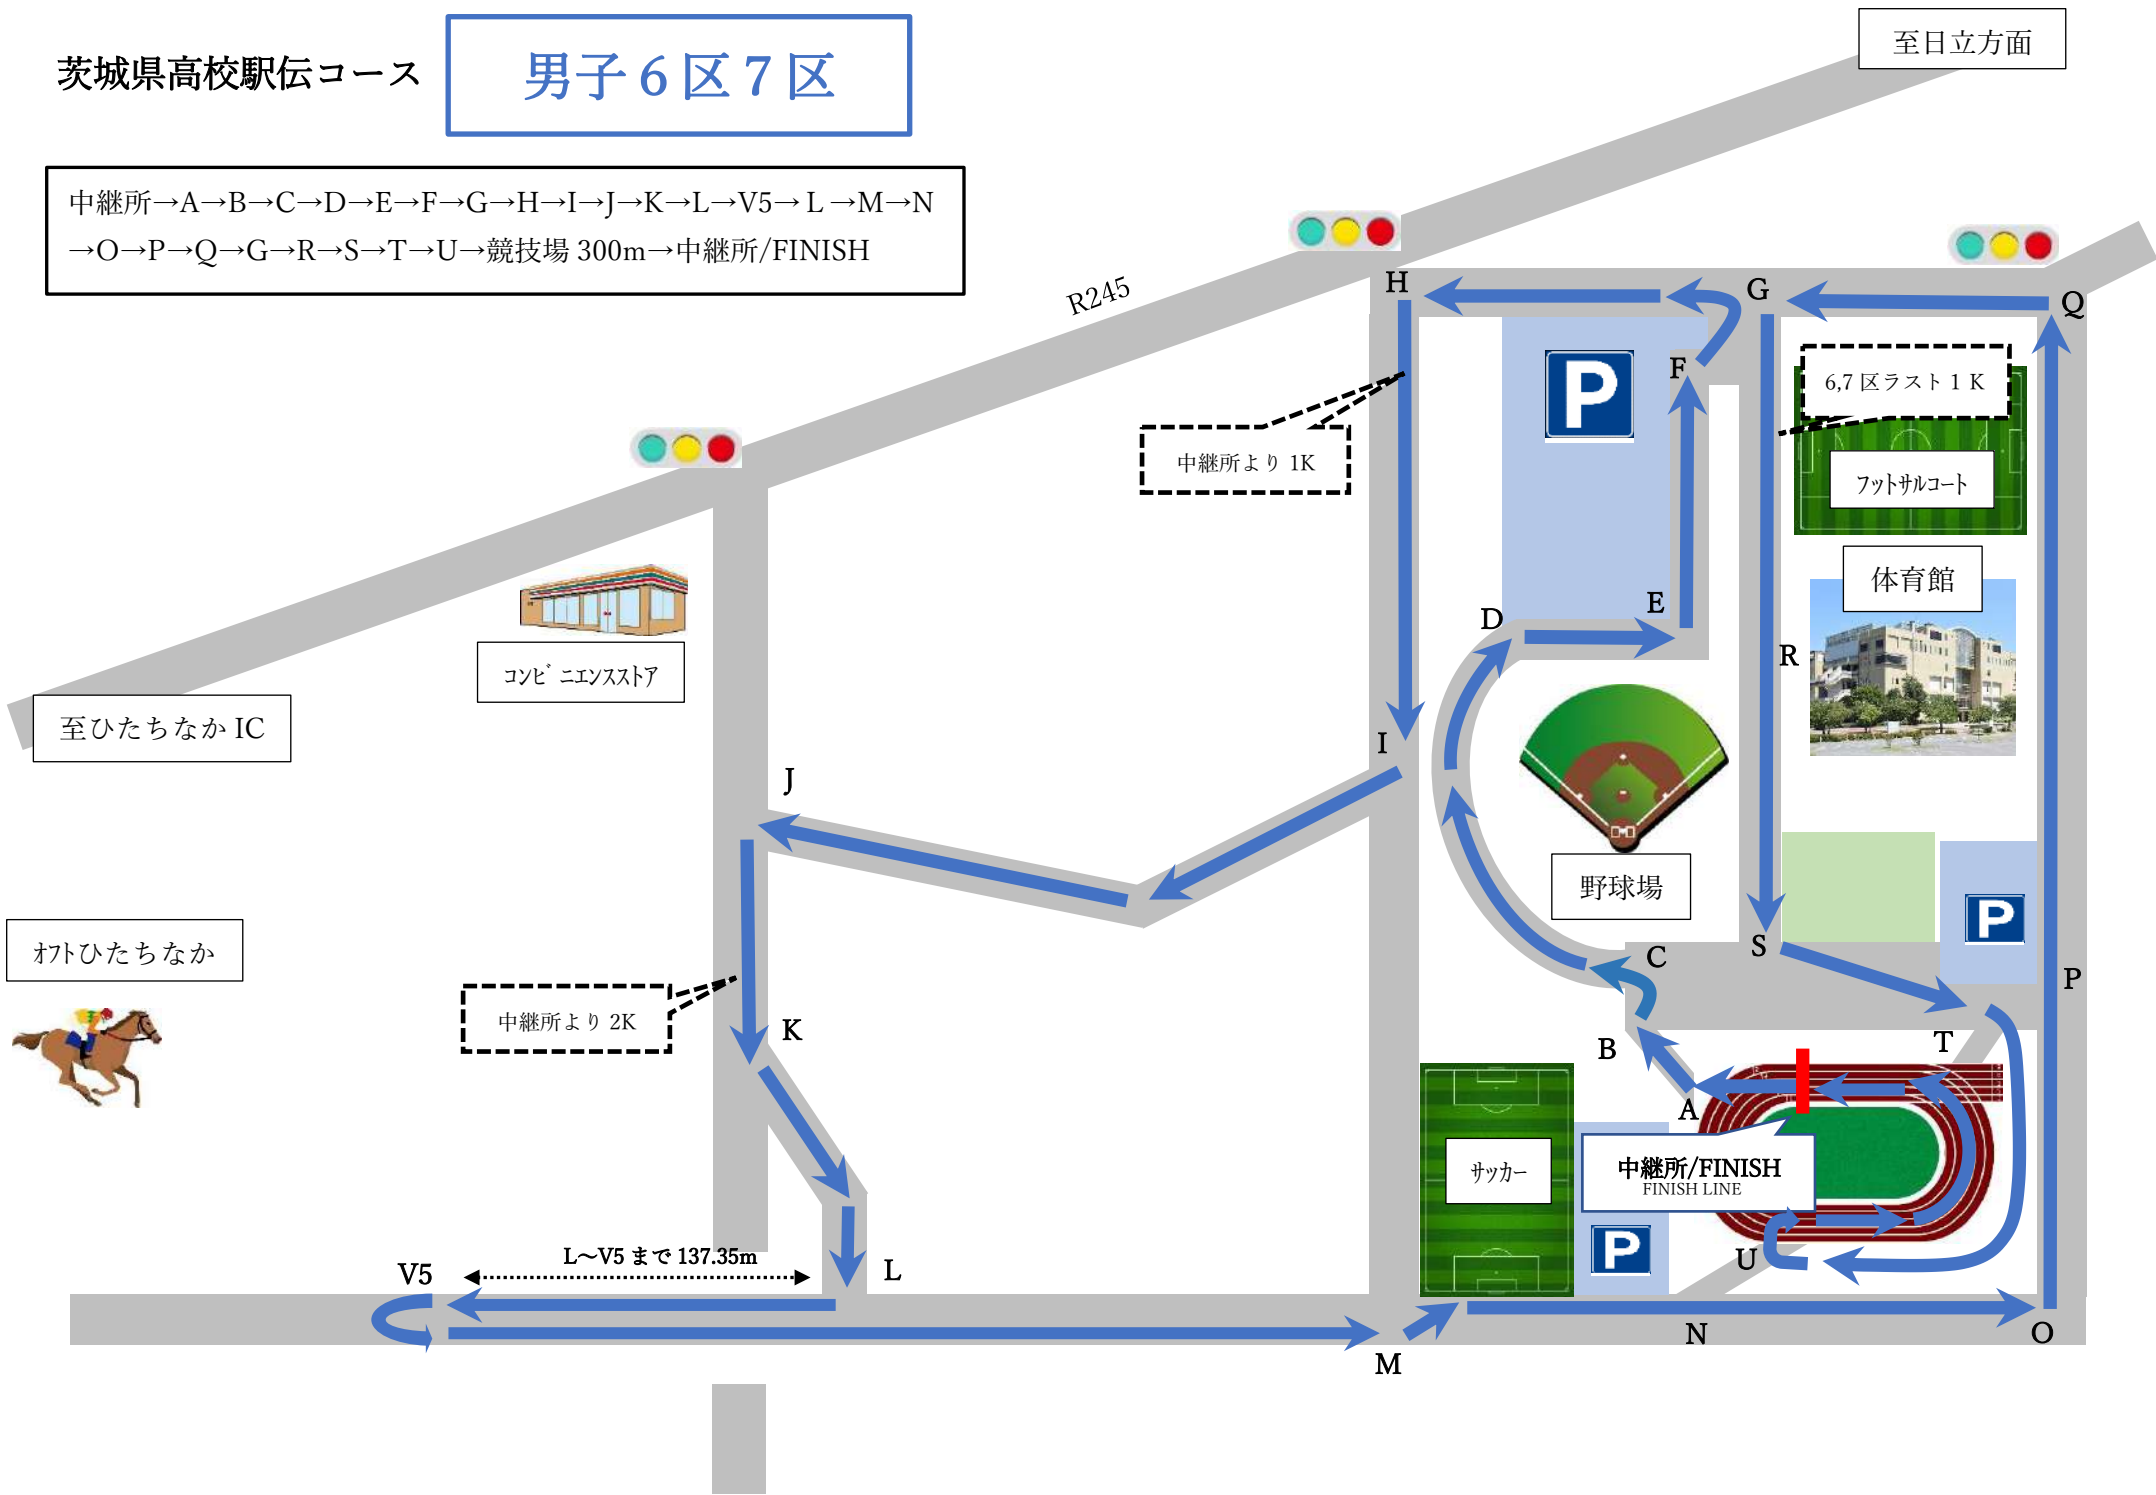 茨城県高校駅伝コース
男子６区７区
中継所→A→B→C→D→E→F→G→H→I→J→K→L→V5→Ｌ→M→N
→O→P→Q→G→R→S→T→U→競技場 300m→中継所/FINISH
至日立方面
R245
H
G
Q
F
6,7 区ラスト１Ｋ
中継所より 1K
フットサルコート
体育館
コンビニエンスストア
D
E
R
至ひたちなか IC
I
J
野球場
オフトひたちなか
C
S
P
中継所より 2K
K
B
T
A
サッカー
中継所/FINISH
FINISH LINE
L～V5 まで 137.35m
V5
L
U
N
O
M
P
P
P